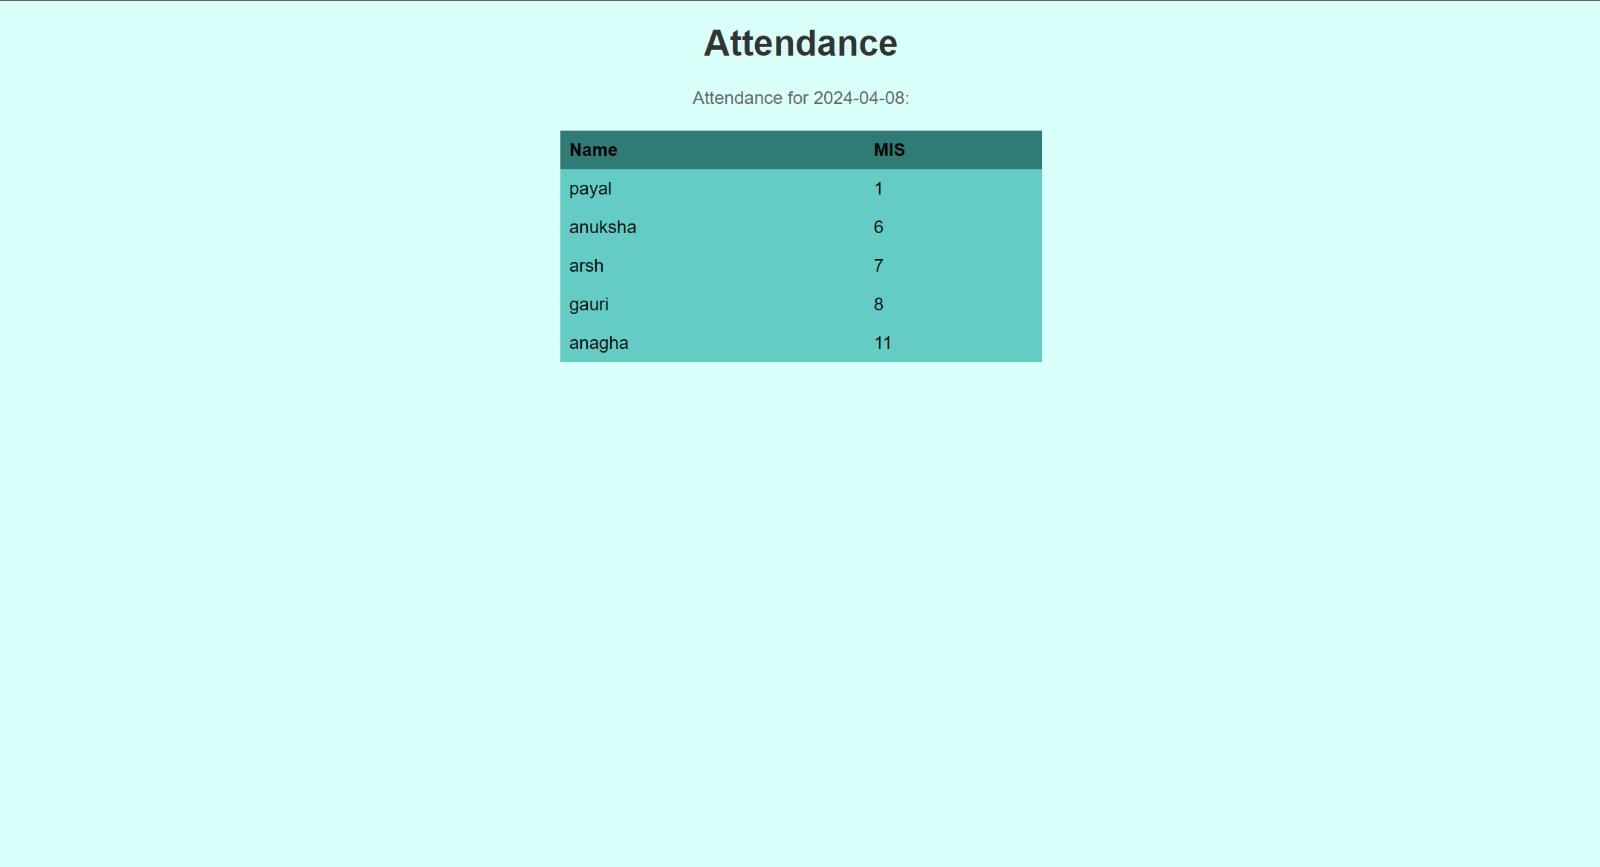 Attendance
Attendance for 2024-04-08:
Name MIS
payal 1
anuksha 6
arsh 7
gauri 8
anagha 11